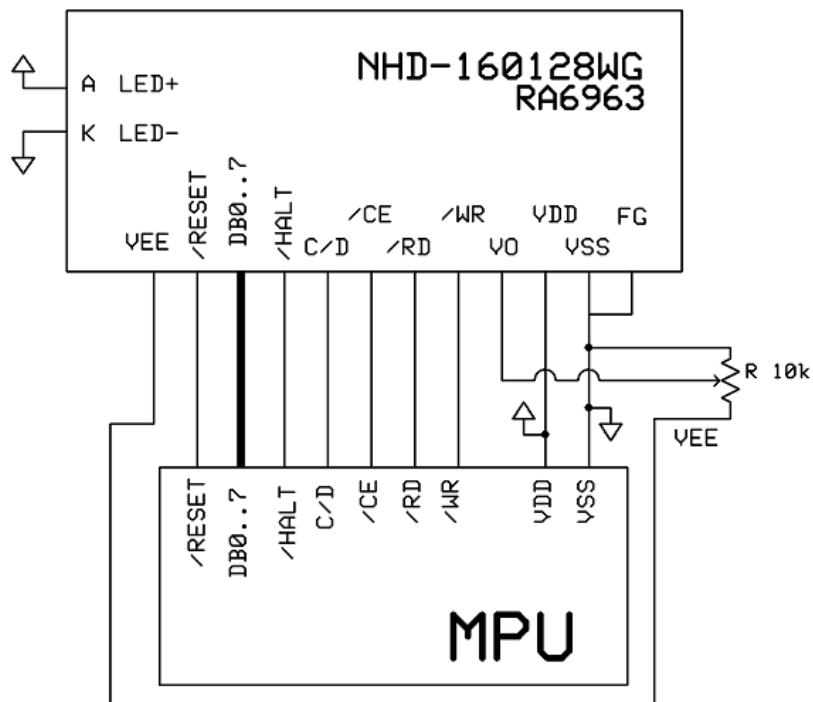 NHD-160128WG
RA6963
A LED+
K LED-
VEE
/RESET
DB0..7
/HALT
C/D
/CE
/RD
/WR
VO
VDD
VSS
FG
R 10k
VEE
/RESET
DB0..7
/HALT
C/D
/CE
/RD
/WR
VDD
VSS
MPU